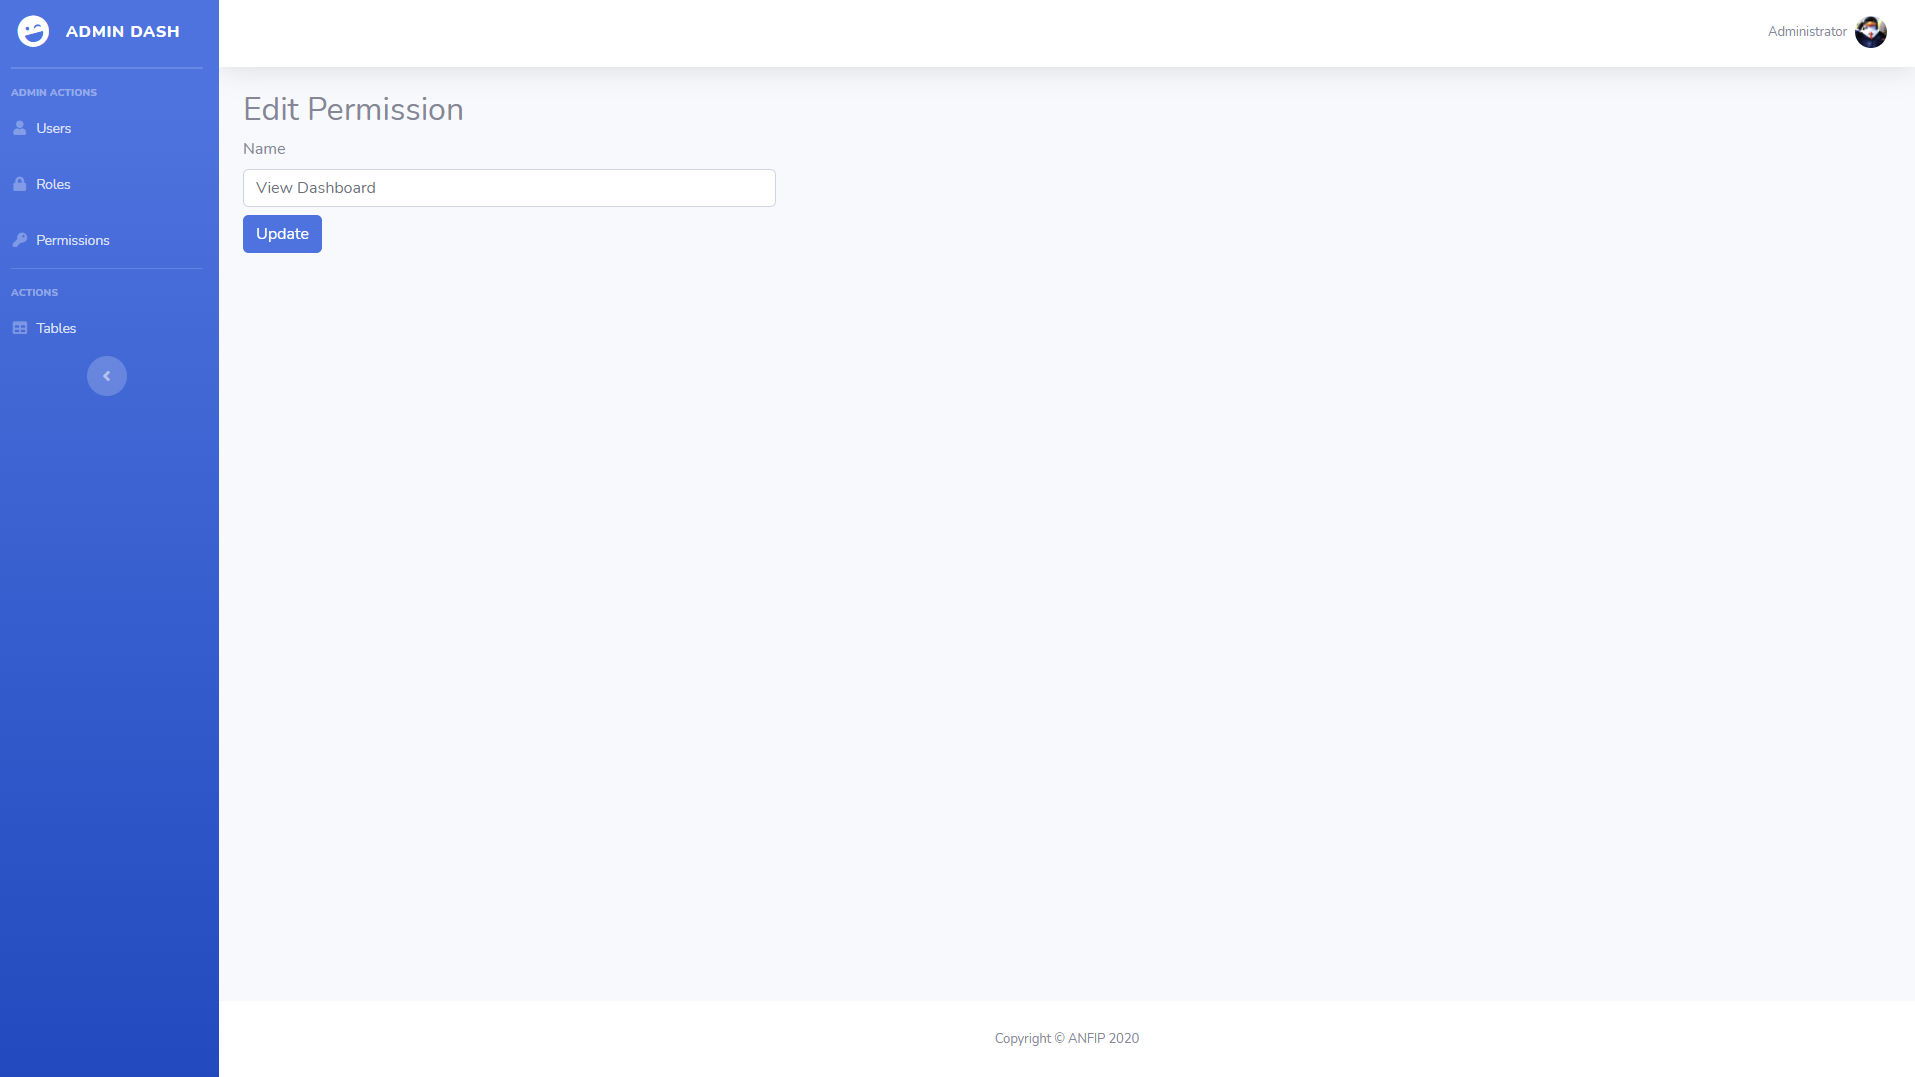 ADMIN DASH
Administrator
ADMIN ACTIONS
Users
Roles
Permissions
ACTIONS
Tables
Edit Permission
Name
View Dashboard
Update
Copyright © ANFIP 2020